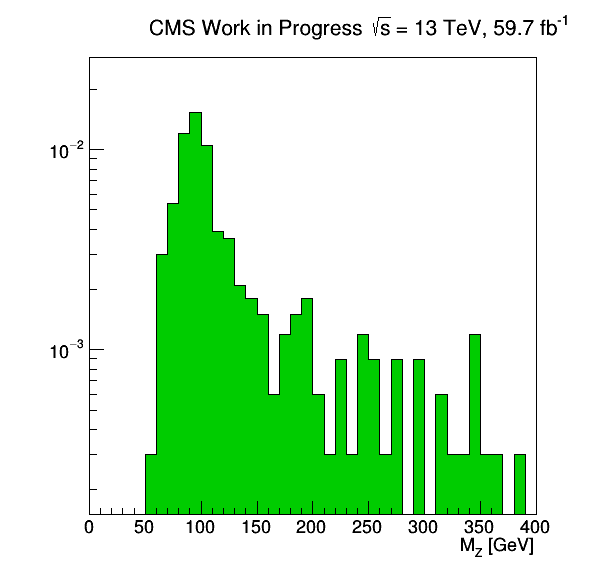 CMS Work in Progress √s = 13 TeV, 59.7 fb⁻¹
10⁻²
10⁻³
0 50 100 150 200 250 300 350 400
M_Z [GeV]